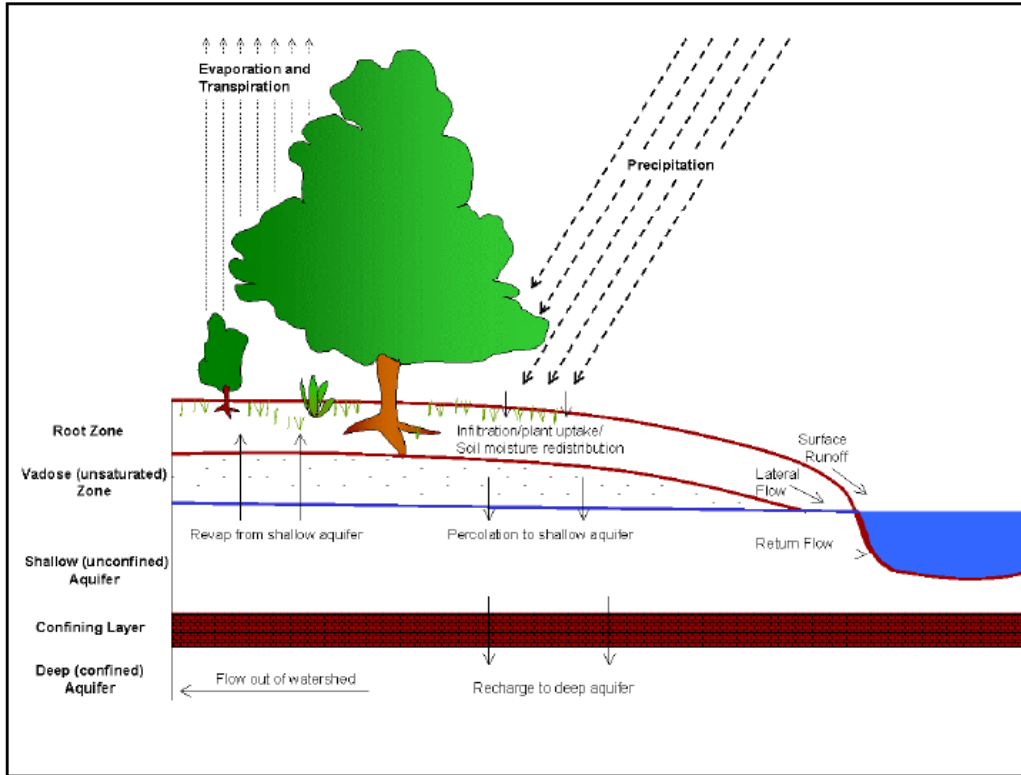 Evaporation and
Transpiration
Precipitation
Root Zone
Infiltration/plant uptake/
Soil moisture redistribution
Surface
Runoff
Lateral
Flow
Vadose (unsaturated)
Zone
Revap from shallow aquifer
Percolation to shallow aquifer
Return Flow
Shallow (unconfined)
Aquifer
Confining Layer
Deep (confined)
Aquifer
Flow out of watershed
Recharge to deep aquifer